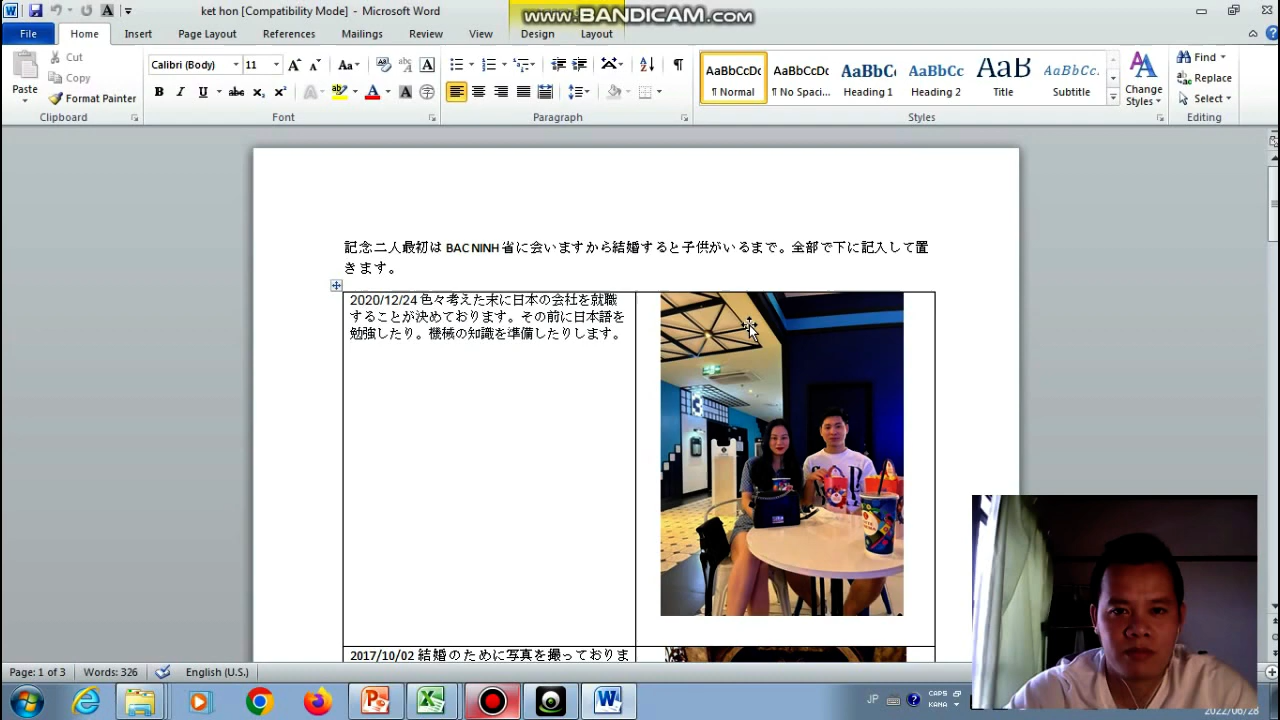 ket hon [Compatibility Mode] - Microsoft Word
WWW.BANDICAM.COM
File Home Insert Page Layout References Mailings Review View Design Layout
Cut
Copy
Format Painter
Paste
Clipboard
Calibri (Body) 11
Font
Paragraph
AaBbCcDc AaBbCcDc AaBbC AaBbCc AaB AaBbCc.
¶ Normal ¶ No Spaci... Heading 1 Heading 2 Title Subtitle
Styles
Change
Styles
Find
Replace
Select
Editing
記念二人最初は BAC NINH 省に会いますから結婚すると子供がいるまで。全部で下に記入して置
きます。
2020/12/24 色々考えた末に日本の会社を就職
することが決めております。その前に日本語を
勉強したり。機械の知識を準備したりします。
2017/10/02 結婚のために写真を撮っておりま
Page: 1 of 3 Words: 326 English (U.S.)
JP CAPS
KANA
2022/06/28